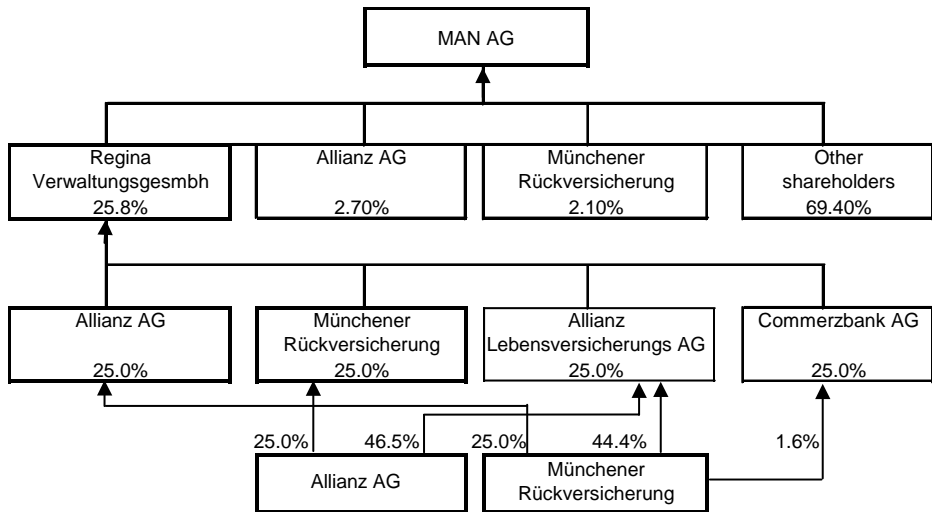 MAN AG
Regina
Verwaltungsgesmbh
25.8%
Allianz AG
2.70%
Münchener
Rückversicherung
2.10%
Other
shareholders
69.40%
Allianz AG
25.0%
Münchener
Rückversicherung
25.0%
Allianz
Lebensversicherungs AG
25.0%
Commerzbank AG
25.0%
25.0%
46.5%
25.0%
44.4%
1.6%
Allianz AG
Münchener
Rückversicherung